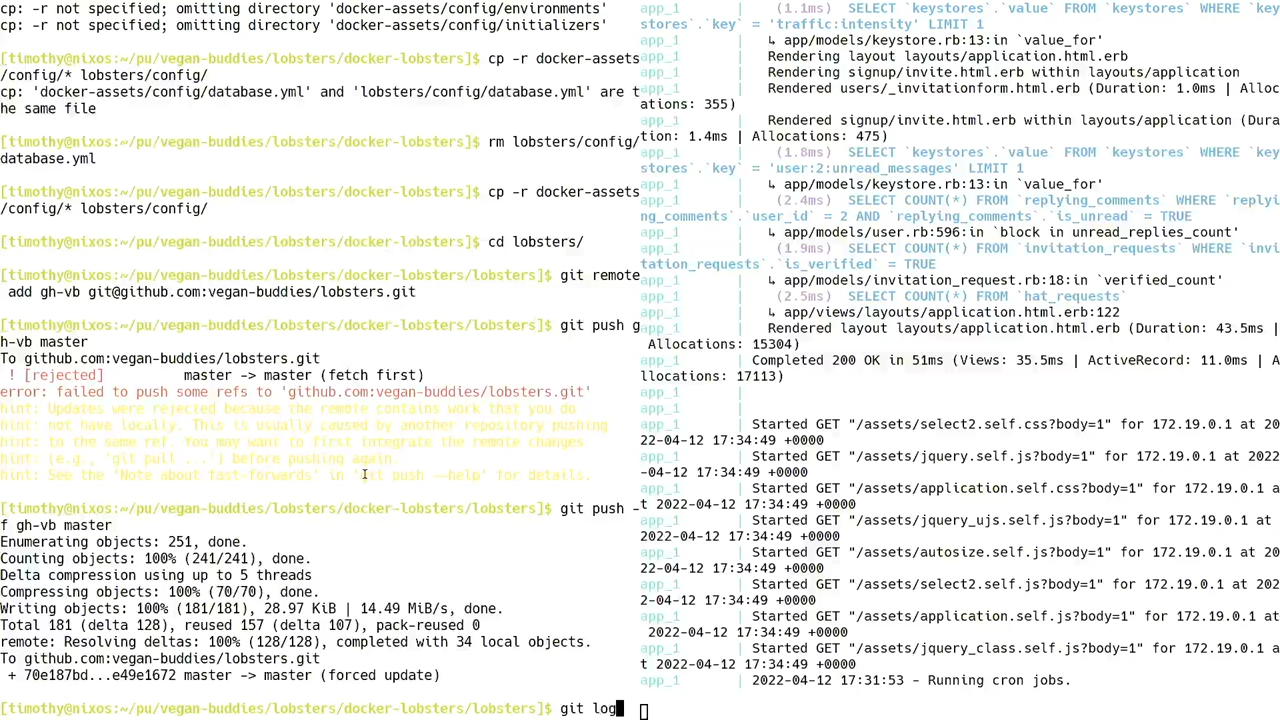 cp: -r not specified; omitting directory 'docker-assets/config/environments'
cp: -r not specified; omitting directory 'docker-assets/config/initializers'
[timothy@nixos:~/pu/vegan-buddies/lobsters/docker-lobsters]$ cp -r docker-assets
/config/* lobsters/config/
cp: 'docker-assets/config/database.yml' and 'lobsters/config/database.yml' are t
he same file
[timothy@nixos:~/pu/vegan-buddies/lobsters/docker-lobsters]$ rm lobsters/config/
database.yml
[timothy@nixos:~/pu/vegan-buddies/lobsters/docker-lobsters]$ cp -r docker-assets
/config/* lobsters/config/
[timothy@nixos:~/pu/vegan-buddies/lobsters/docker-lobsters]$ cd lobsters/
[timothy@nixos:~/pu/vegan-buddies/lobsters/docker-lobsters/lobsters]$ git remote
 add gh-vb git@github.com:vegan-buddies/lobsters.git
[timothy@nixos:~/pu/vegan-buddies/lobsters/docker-lobsters/lobsters]$ git push g
h-vb master
To github.com:vegan-buddies/lobsters.git
 ! [rejected]          master -> master (fetch first)
error: failed to push some refs to 'github.com:vegan-buddies/lobsters.git'
hint: Updates were rejected because the remote contains work that you do
hint: not have locally. This is usually caused by another repository pushing
hint: to the same ref. You may want to first integrate the remote changes
hint: (e.g., 'git pull ...') before pushing again.
hint: See the 'Note about fast-forwards' in 'git push --help' for details.
[timothy@nixos:~/pu/vegan-buddies/lobsters/docker-lobsters/lobsters]$ git push -
f gh-vb master
Enumerating objects: 251, done.
Counting objects: 100% (241/241), done.
Delta compression using up to 5 threads
Compressing objects: 100% (70/70), done.
Writing objects: 100% (181/181), 28.97 KiB | 14.49 MiB/s, done.
Total 181 (delta 128), reused 157 (delta 107), pack-reused 0
remote: Resolving deltas: 100% (128/128), completed with 34 local objects.
To github.com:vegan-buddies/lobsters.git
 + 70e187bd...e49e1672 master -> master (forced update)
[timothy@nixos:~/pu/vegan-buddies/lobsters/docker-lobsters/lobsters]$ git log
app_1       |    (1.1ms)  SELECT `keystores`.`value` FROM `keystores` WHERE `key
stores`.`key` = 'traffic:intensity' LIMIT 1
app_1       |   ↳ app/models/keystore.rb:13:in `value_for'
app_1       |   Rendering layout layouts/application.html.erb
app_1       |   Rendering signup/invite.html.erb within layouts/application
app_1       |   Rendered users/_invitationform.html.erb (Duration: 1.0ms | Alloc
ations: 355)
app_1       |   Rendered signup/invite.html.erb within layouts/application (Dura
tion: 1.4ms | Allocations: 475)
app_1       |    (1.8ms)  SELECT `keystores`.`value` FROM `keystores` WHERE `key
stores`.`key` = 'user:2:unread_messages' LIMIT 1
app_1       |   ↳ app/models/keystore.rb:13:in `value_for'
app_1       |    (2.4ms)  SELECT COUNT(*) FROM `replying_comments` WHERE `replyi
ng_comments`.`user_id` = 2 AND `replying_comments`.`is_unread` = TRUE
app_1       |   ↳ app/models/user.rb:596:in `block in unread_replies_count'
app_1       |    (1.9ms)  SELECT COUNT(*) FROM `invitation_requests` WHERE `invi
tation_requests`.`is_verified` = TRUE
app_1       |   ↳ app/models/invitation_request.rb:18:in `verified_count'
app_1       |    (2.5ms)  SELECT COUNT(*) FROM `hat_requests`
app_1       |   ↳ app/views/layouts/application.html.erb:122
app_1       |   Rendered layout layouts/application.html.erb (Duration: 43.5ms |
 Allocations: 15304)
app_1       | Completed 200 OK in 51ms (Views: 35.5ms | ActiveRecord: 11.0ms | A
llocations: 17113)
app_1       |
app_1       |
app_1       | Started GET "/assets/select2.self.css?body=1" for 172.19.0.1 at 20
22-04-12 17:34:49 +0000
app_1       | Started GET "/assets/jquery.self.js?body=1" for 172.19.0.1 at 2022
-04-12 17:34:49 +0000
app_1       | Started GET "/assets/application.self.css?body=1" for 172.19.0.1 a
t 2022-04-12 17:34:49 +0000
app_1       | Started GET "/assets/jquery_ujs.self.js?body=1" for 172.19.0.1 at
2022-04-12 17:34:49 +0000
app_1       | Started GET "/assets/autosize.self.js?body=1" for 172.19.0.1 at 20
22-04-12 17:34:49 +0000
app_1       | Started GET "/assets/select2.self.js?body=1" for 172.19.0.1 at 202
2-04-12 17:34:49 +0000
app_1       | Started GET "/assets/application.self.js?body=1" for 172.19.0.1 at
 2022-04-12 17:34:49 +0000
app_1       | Started GET "/assets/jquery_class.self.js?body=1" for 172.19.0.1 a
t 2022-04-12 17:34:49 +0000
app_1       | 2022-04-12 17:31:53 - Running cron jobs.